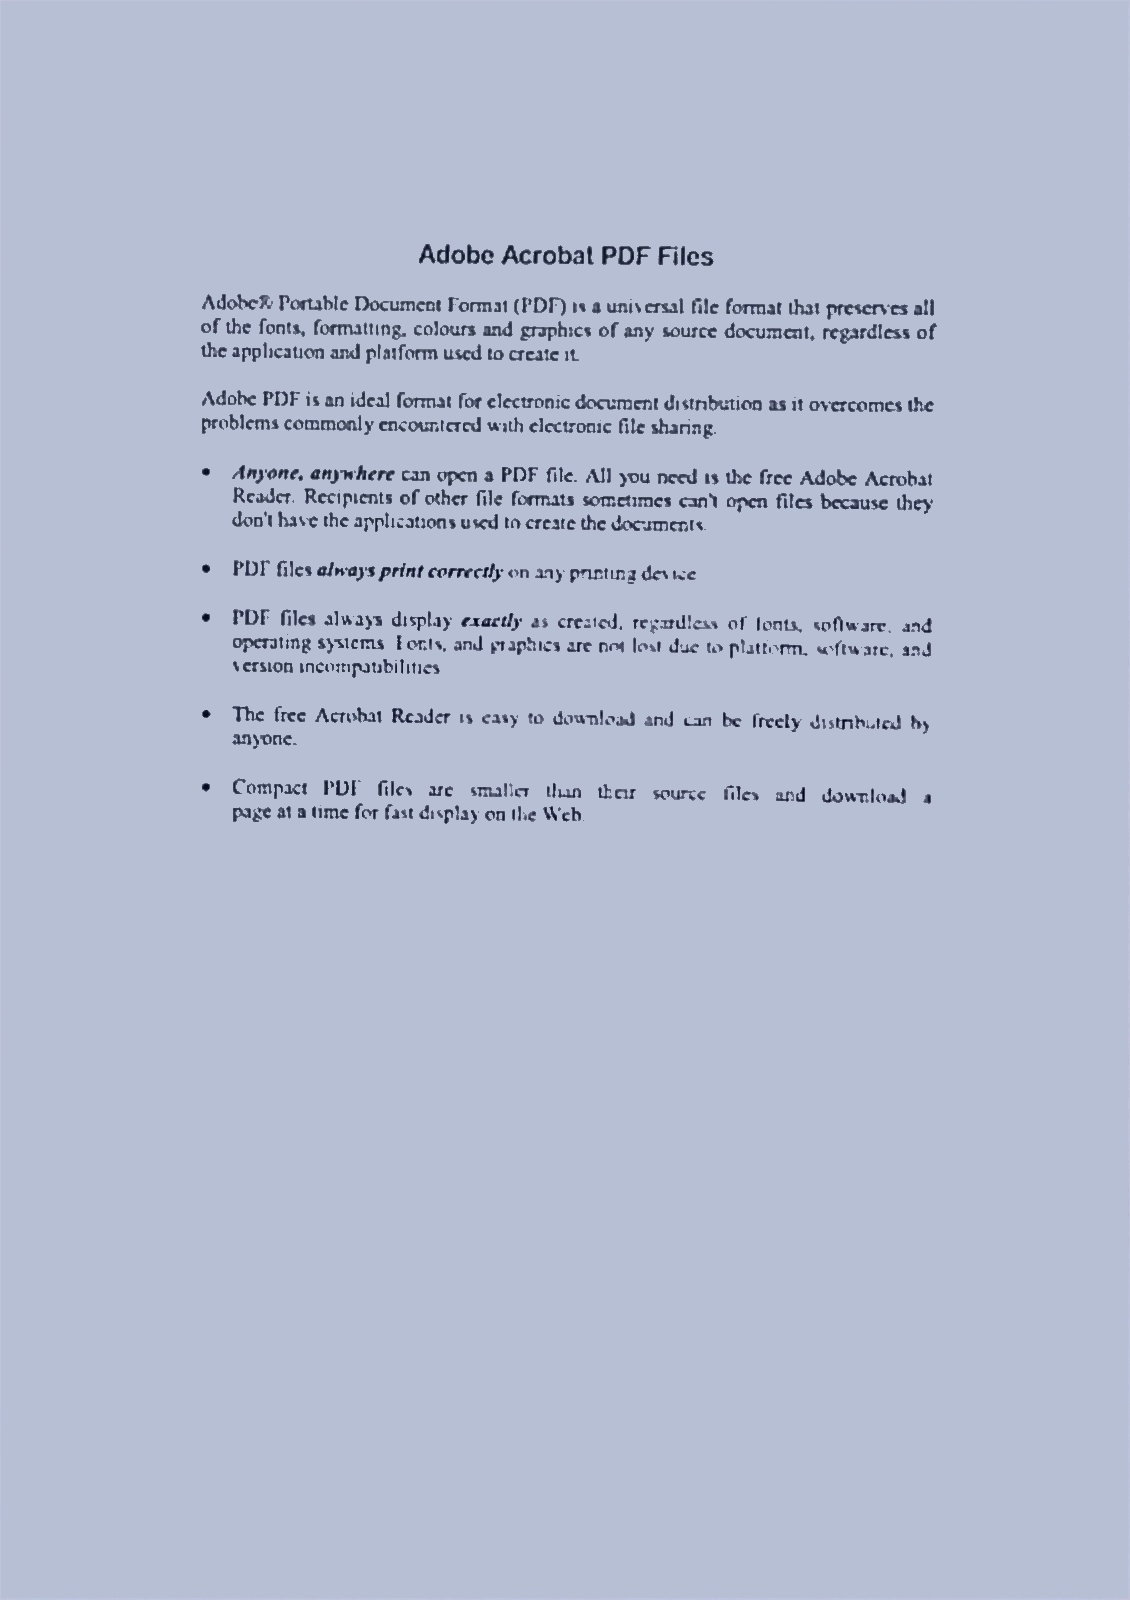 Adobe Acrobat PDF Files
Adobe® Portable Document Format (PDF) is a universal file format that preserves all
of the fonts, formatting, colours and graphics of any source document, regardless of
the application and platform used to create it.
Adobe PDF is an ideal format for electronic document distribution as it overcomes the
problems commonly encountered with electronic file sharing.
• Anyone, anywhere can open a PDF file. All you need is the free Adobe Acrobat
Reader. Recipients of other file formats sometimes can't open files because they
don't have the applications used to create the documents.
• PDF files always print correctly on any printing device
• PDF files always display exactly as created, regardless of fonts, software, and
operating systems. Fonts, and graphics are not lost due to platform, software, and
version incompatibilities
• The free Acrobat Reader is easy to download and can be freely distributed by
anyone.
• Compact PDF files are smaller than their source files and download a
page at a time for fast display on the Web.